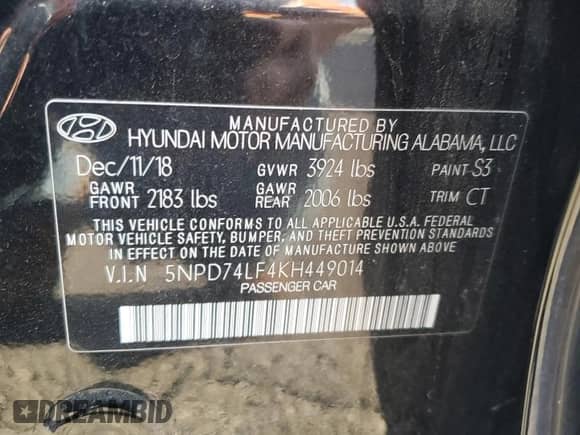 MANUFACTURED BY
HYUNDAI MOTOR MANUFACTURING ALABAMA, LLC
Dec/11/18 GVWR 3924 lbs PAINT S3
GAWR FRONT 2183 lbs GAWR REAR 2006 lbs TRIM CT
THIS VEHICLE CONFORMS TO ALL APPLICABLE U.S.A. FEDERAL
MOTOR VEHICLE SAFETY, BUMPER, AND THEFT PREVENTION STANDARDS
IN EFFECT ON THE DATE OF MANUFACTURE SHOWN ABOVE.
V.I.N 5NPD74LF4KH449014
PASSENGER CAR
DREAMBID